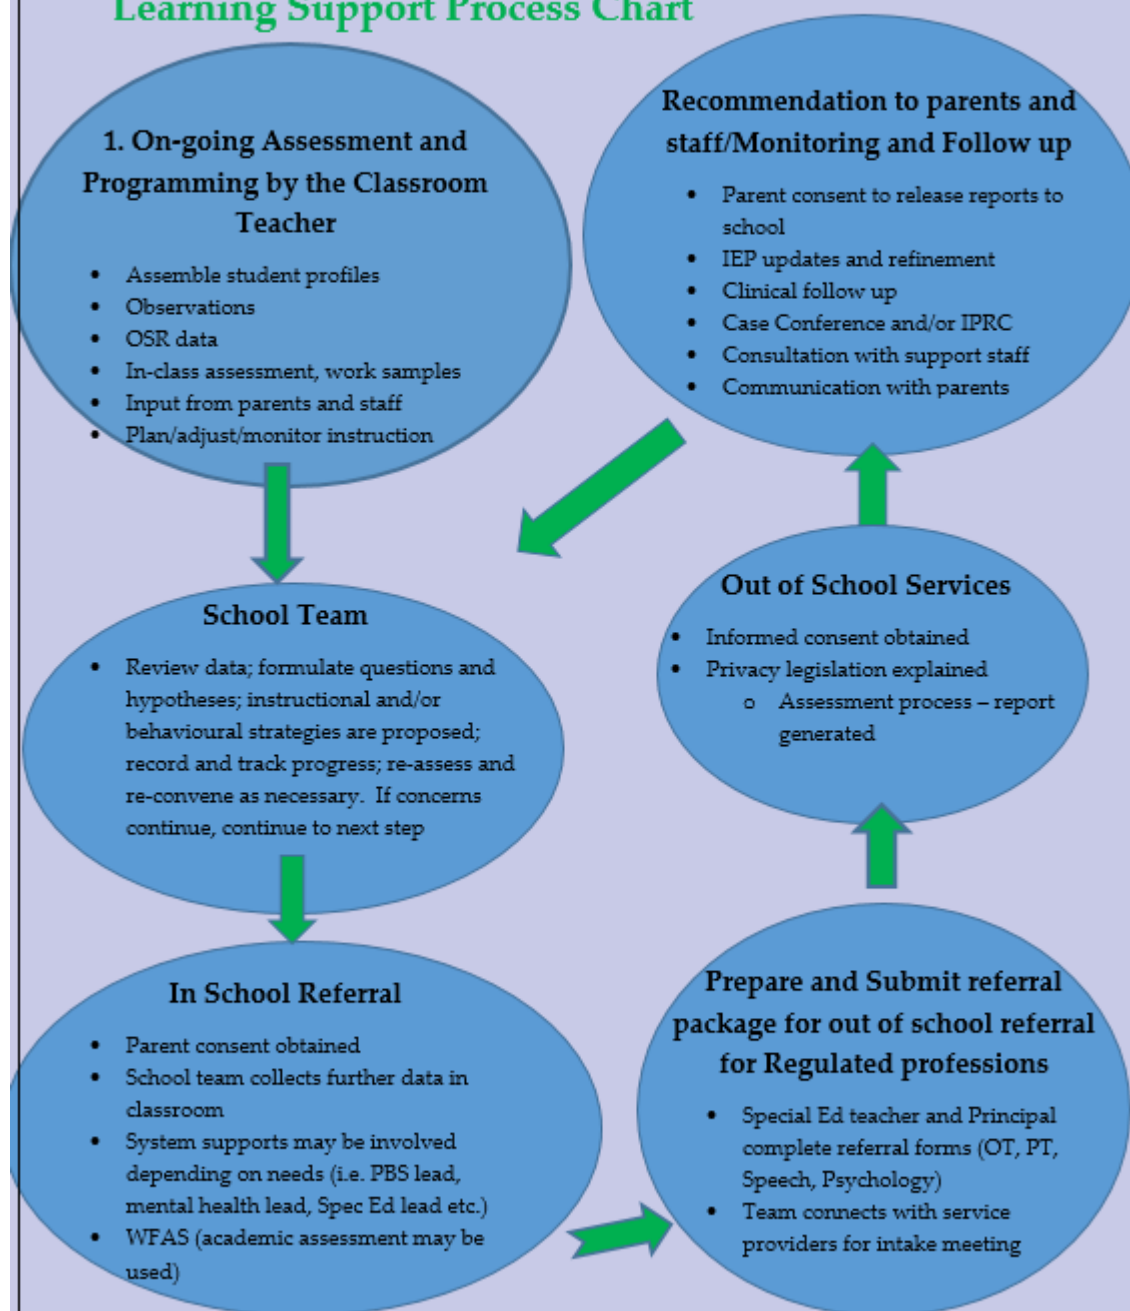 Learning Support Process Chart
1. On-going Assessment and
Programming by the Classroom
Teacher
• Assemble student profiles
• Observations
• OSR data
• In-class assessment, work samples
• Input from parents and staff
• Plan/adjust/monitor instruction
School Team
• Review data; formulate questions and
hypotheses; instructional and/or
behavioural strategies are proposed;
record and track progress; re-assess and
re-convene as necessary.  If concerns
continue, continue to next step
In School Referral
• Parent consent obtained
• School team collects further data in
classroom
• System supports may be involved
depending on needs (i.e. PBS lead,
mental health lead, Spec Ed lead etc.)
• WFAS (academic assessment may be
used)
Prepare and Submit referral
package for out of school referral
for Regulated professions
• Special Ed teacher and Principal
complete referral forms (OT, PT,
Speech, Psychology)
• Team connects with service
providers for intake meeting
Out of School Services
• Informed consent obtained
• Privacy legislation explained
o Assessment process – report
generated
Recommendation to parents and
staff/Monitoring and Follow up
• Parent consent to release reports to
school
• IEP updates and refinement
• Clinical follow up
• Case Conference and/or IPRC
• Consultation with support staff
• Communication with parents